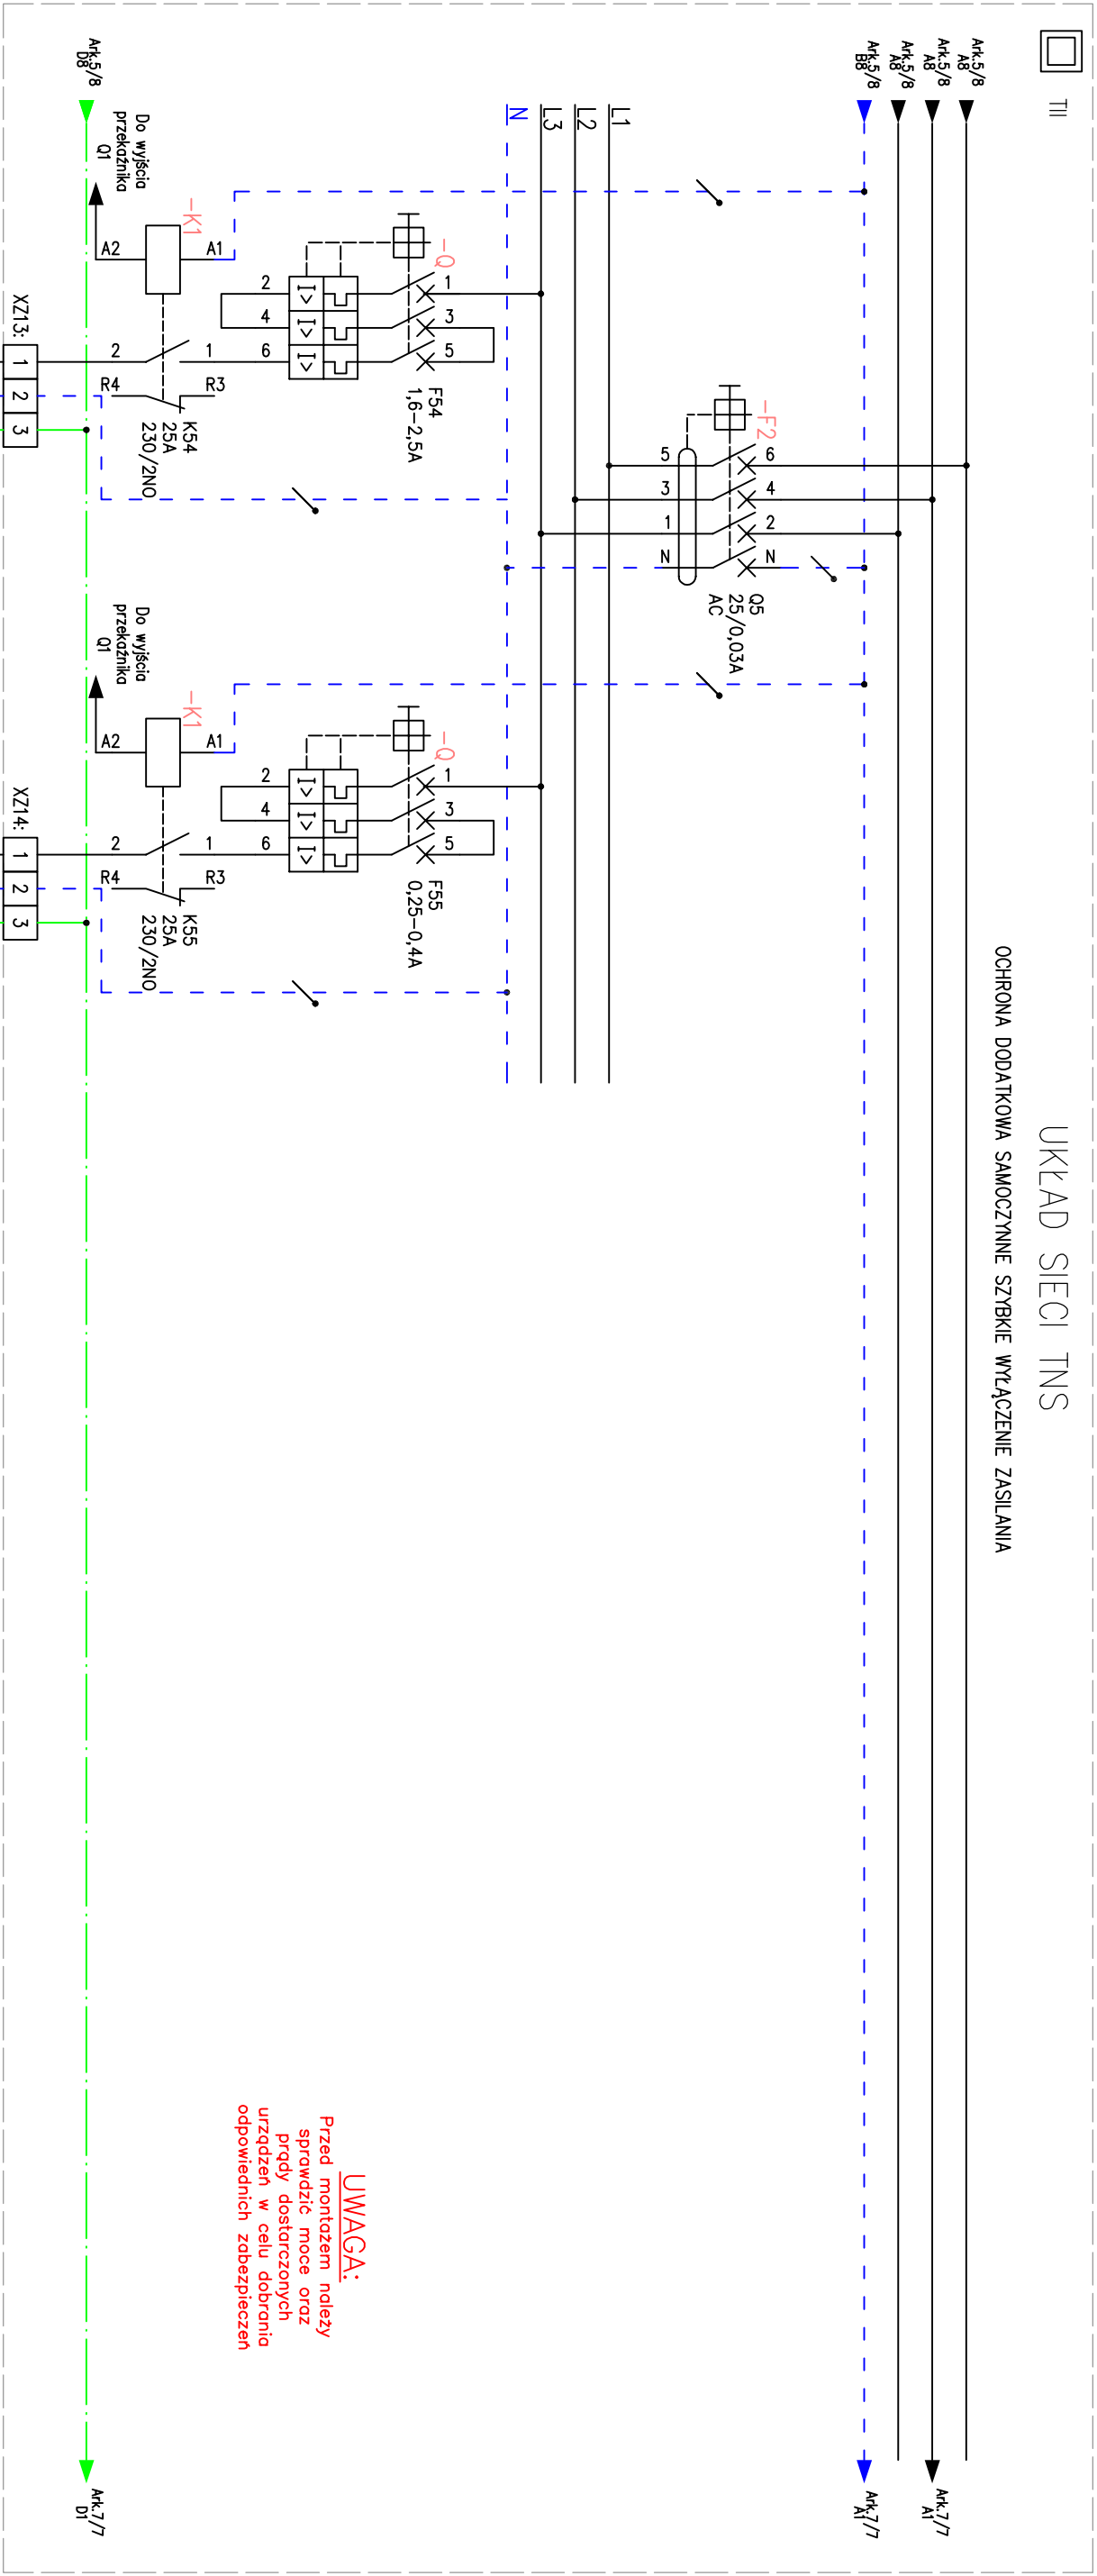 TII
UKŁAD SIECI TNS
OCHRONA DODATKOWA SAMOCZYNNE SZYBKIE WYŁĄCZENIE ZASILANIA
Ark.5/8
A8
Ark.5/8
A8
Ark.5/8
A8
Ark.5/8
B8
Ark.7/7
A1
Ark.7/7
A1
-F2
6
4
2
N
5
3
1
N
Q5
25/0,03A
AC
L1
L2
L3
N
-Q
1
3
5
F54
1,6-2,5A
I>
I>
I>
2
4
6
-Q
1
3
5
F55
0,25-0,4A
I>
I>
I>
2
4
6
UWAGA:
Przed montażem należy
sprawdzić moce oraz
prądy dostarczonych
urządzeń w celu dobrania
odpowiednich zabezpieczeń
-K1
A1
A2
1
2
R3
R4
K54
25A
230/2NO
Do wyjścia
przekaźnika
Q1
-K1
A1
A2
1
2
R3
R4
K55
25A
230/2NO
Do wyjścia
przekaźnika
Q1
Ark.5/8
D8
Ark.7/7
D1
XZ13:
1
2
3
XZ14:
1
2
3